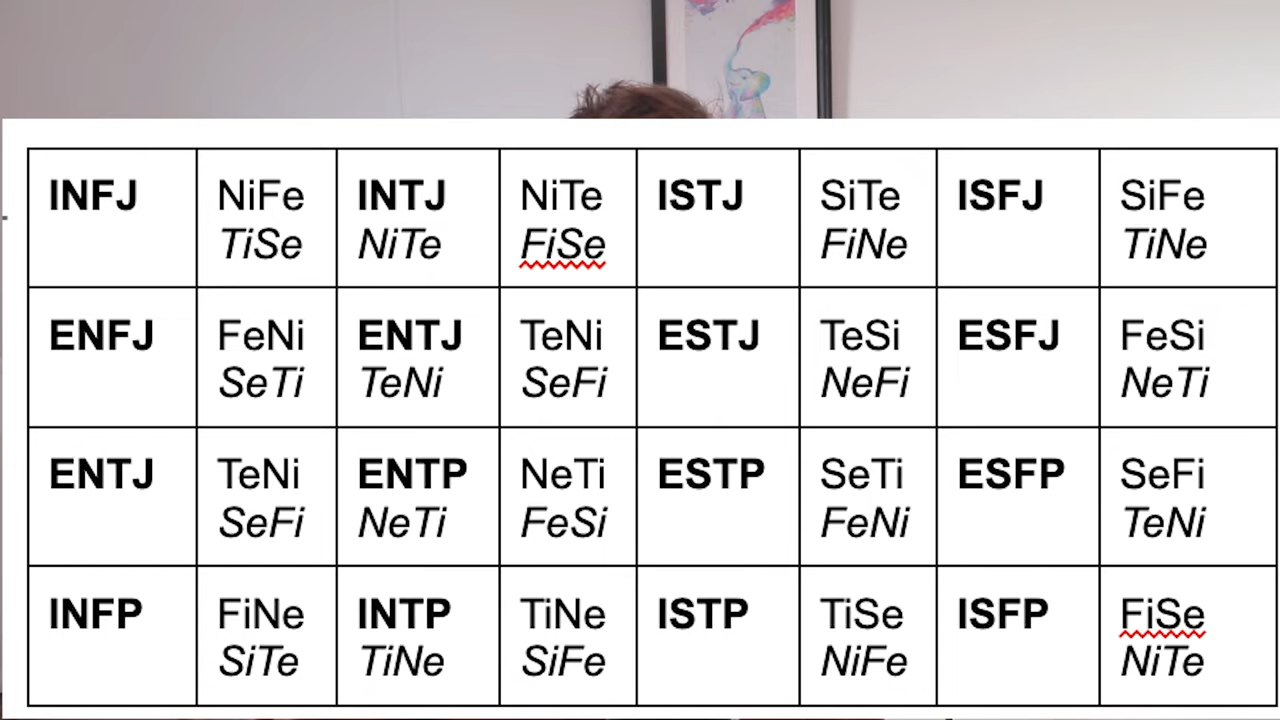 INFJ NiFe INTJ NiTe ISTJ SiTe ISFJ SiFe
TiSe NiTe FiSe FiNe TiNe
ENFJ FeNi ENTJ TeNi ESTJ TeSi ESFJ FeSi
SeTi TeNi SeFi NeFi NeTi
ENTJ TeNi ENTP NeTi ESTP SeTi ESFP SeFi
SeFi NeTi FeSi FeNi TeNi
INFP FiNe INTP TiNe ISTP TiSe ISFP FiSe
SiTe TiNe SiFe NiFe NiTe